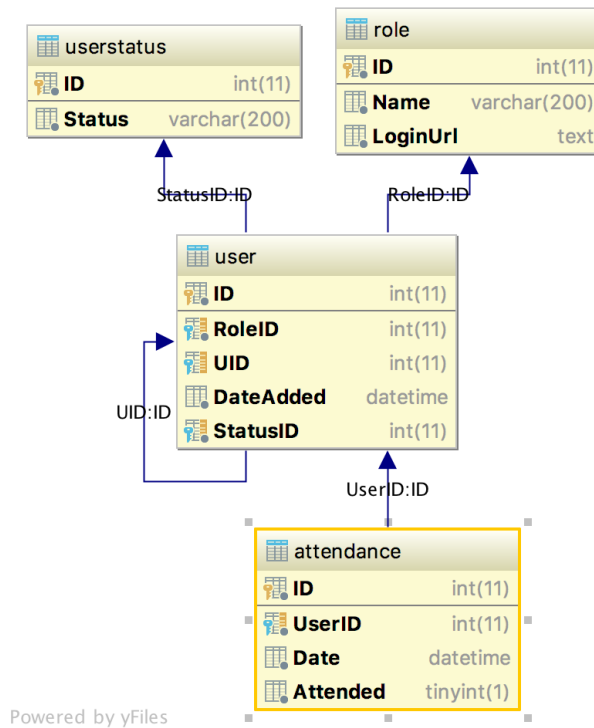 userstatus
ID int(11)
Status varchar(200)
role
ID int(11)
Name varchar(200)
LoginUrl text
StatusID:ID
RoleID:ID
user
ID int(11)
RoleID int(11)
UID int(11)
DateAdded datetime
StatusID int(11)
UID:ID
UserID:ID
attendance
ID int(11)
UserID int(11)
Date datetime
Attended tinyint(1)
Powered by yFiles